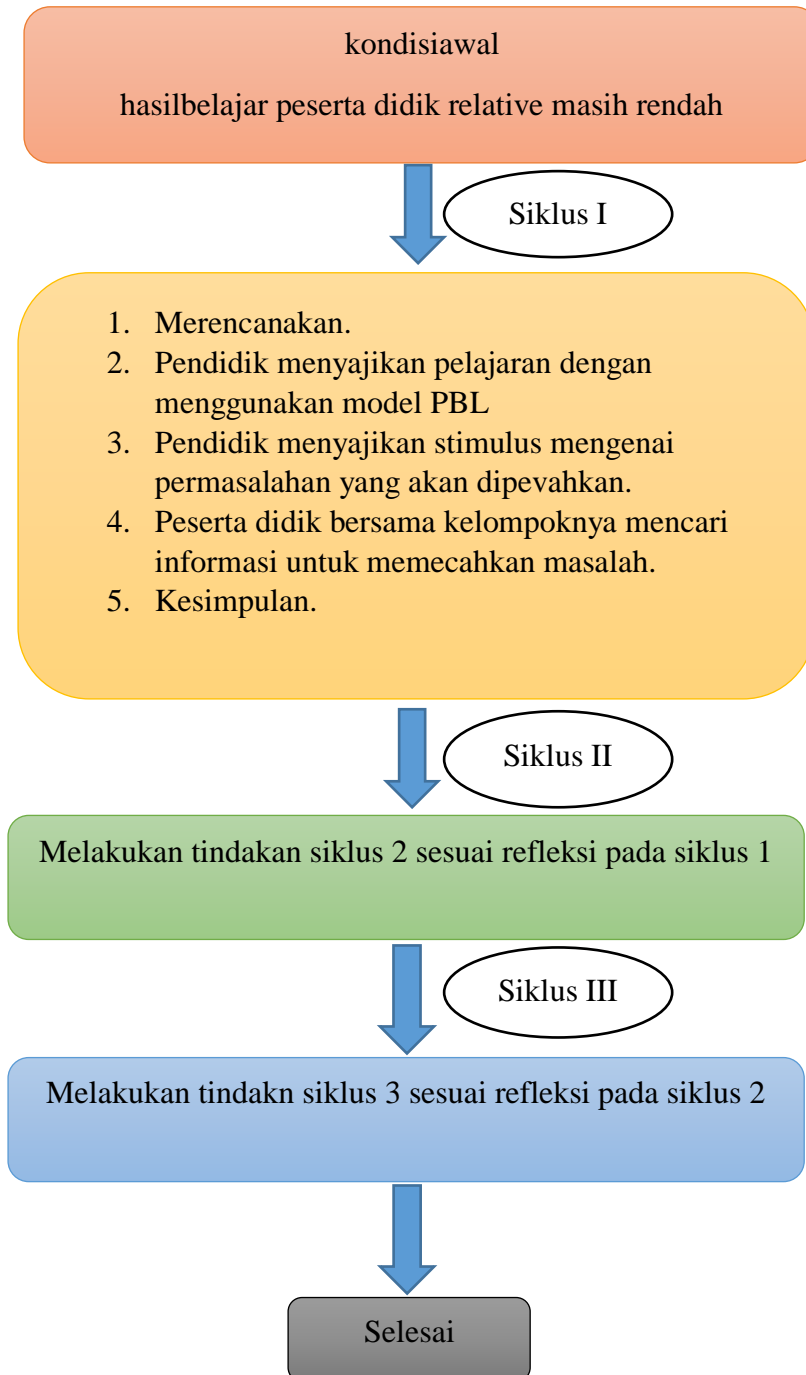 kondisiawal
hasilbelajar peserta didik relative masih rendah
Siklus I
1. Merencanakan.
2. Pendidik menyajikan pelajaran dengan
menggunakan model PBL
3. Pendidik menyajikan stimulus mengenai
permasalahan yang akan dipevahkan.
4. Peserta didik bersama kelompoknya mencari
informasi untuk memecahkan masalah.
5. Kesimpulan.
Siklus II
Melakukan tindakan siklus 2 sesuai refleksi pada siklus 1
Siklus III
Melakukan tindakn siklus 3 sesuai refleksi pada siklus 2
Selesai